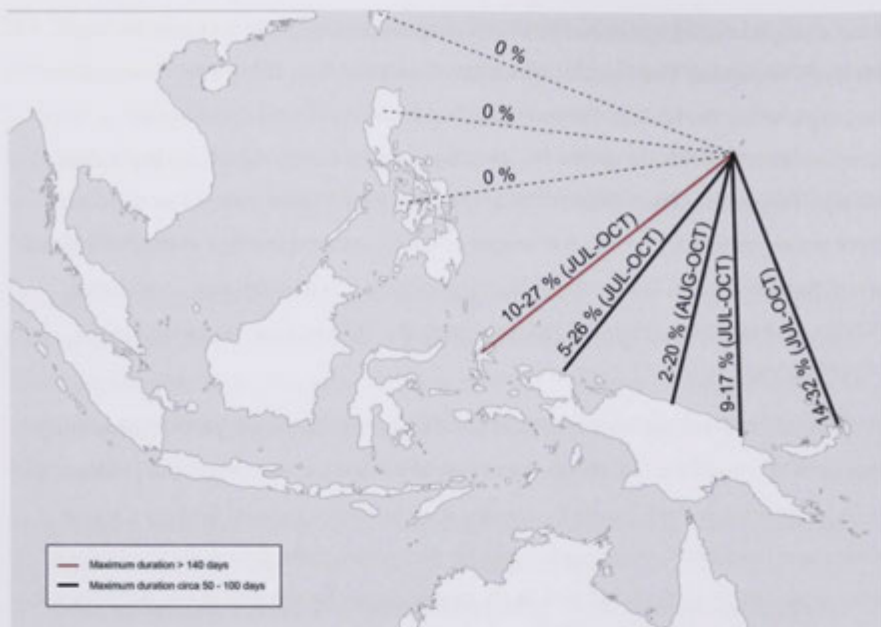 0 %
0 %
0 %
10-27 % (JUL-OCT)
5-26 % (JUL-OCT)
2-20 % (AUG-OCT)
9-17 % (JUL-OCT)
14-32 % (JUL-OCT)
Maximum duration > 140 days
Maximum duration circa 50 - 100 days